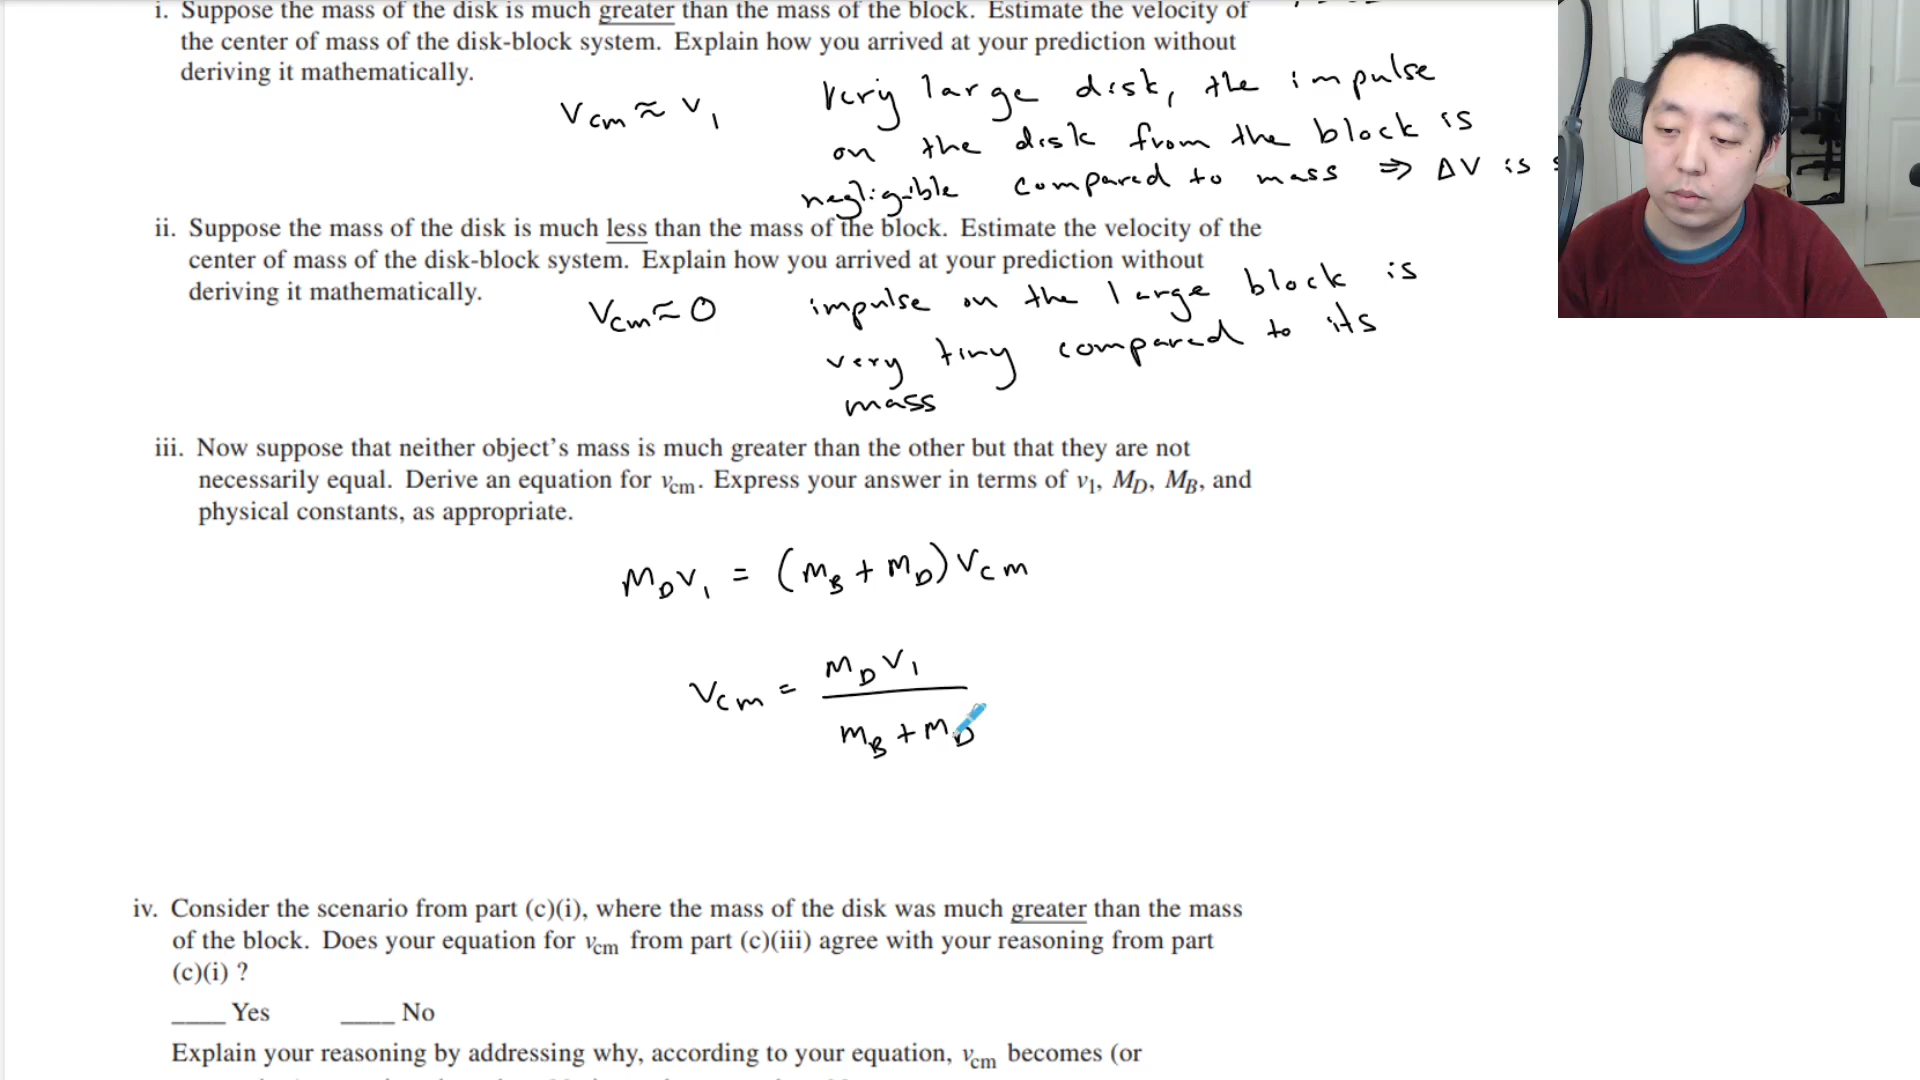 i. Suppose the mass of the disk is much greater than the mass of the block. Estimate the velocity of
the center of mass of the disk-block system. Explain how you arrived at your prediction without
deriving it mathematically.
Vcm ≈ V1
Very large disk, the impulse
on the disk from the block is
negligible compared to mass ⇒ ΔV is
ii. Suppose the mass of the disk is much less than the mass of the block. Estimate the velocity of the
center of mass of the disk-block system. Explain how you arrived at your prediction without
deriving it mathematically.
Vcm ≈ 0
impulse on the large block is
very tiny compared to its
mass
iii. Now suppose that neither object's mass is much greater than the other but that they are not
necessarily equal. Derive an equation for vcm. Express your answer in terms of v1, MD, MB, and
physical constants, as appropriate.
MDV1 = (MB + MD) Vcm
Vcm = MDV1 / (MB + MD)
iv. Consider the scenario from part (c)(i), where the mass of the disk was much greater than the mass
of the block. Does your equation for vcm from part (c)(iii) agree with your reasoning from part
(c)(i) ?
____ Yes ____ No
Explain your reasoning by addressing why, according to your equation, vcm becomes (or